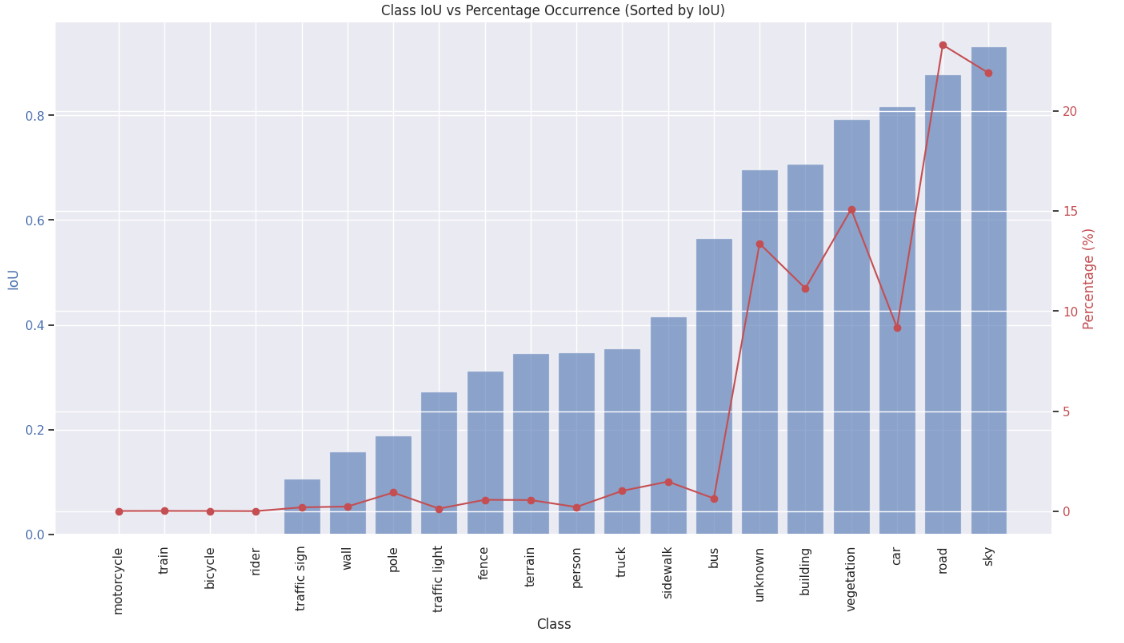 Class IoU vs Percentage Occurrence (Sorted by IoU)
IoU
0.8
0.6
0.4
0.2
0.0
20
15
10
5
0
Percentage (%)
motorcycle
train
bicycle
rider
traffic sign
wall
pole
traffic light
fence
terrain
person
truck
sidewalk
bus
unknown
building
vegetation
car
road
sky
Class